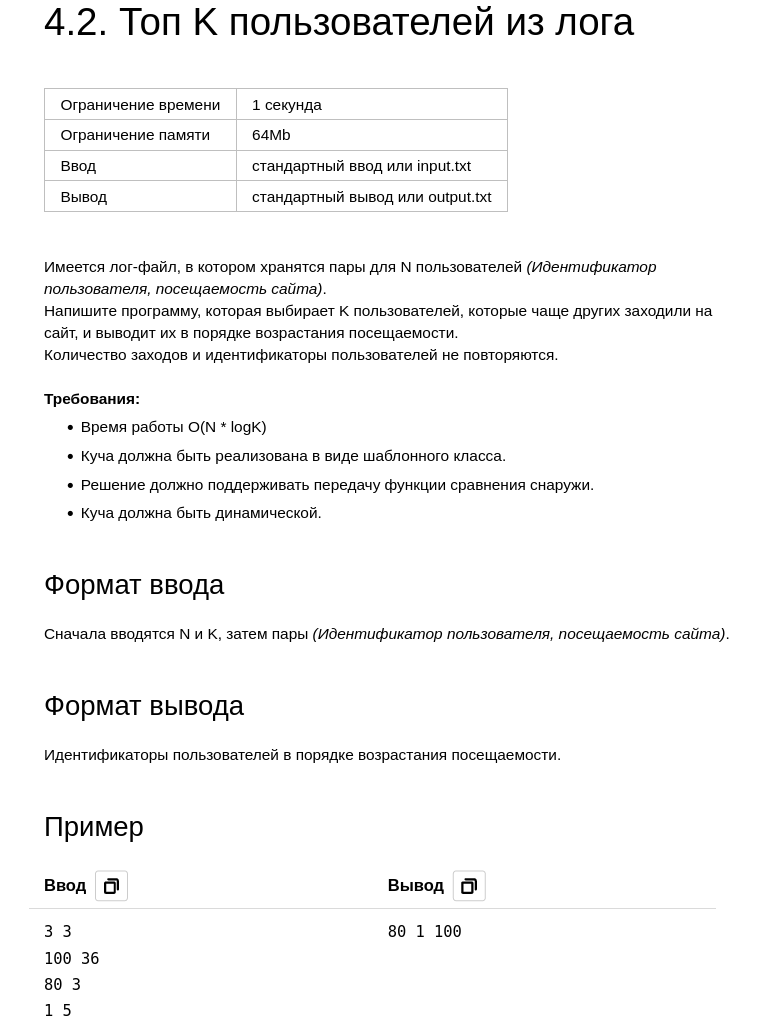 4.2. Топ K пользователей из лога
Ограничение времени 1 секунда
Ограничение памяти 64Mb
Ввод стандартный ввод или input.txt
Вывод стандартный вывод или output.txt
Имеется лог-файл, в котором хранятся пары для N пользователей (Идентификатор
пользователя, посещаемость сайта).
Напишите программу, которая выбирает K пользователей, которые чаще других заходили на
сайт, и выводит их в порядке возрастания посещаемости.
Количество заходов и идентификаторы пользователей не повторяются.
Требования:
• Время работы O(N * logK)
• Куча должна быть реализована в виде шаблонного класса.
• Решение должно поддерживать передачу функции сравнения снаружи.
• Куча должна быть динамической.
Формат ввода
Сначала вводятся N и K, затем пары (Идентификатор пользователя, посещаемость сайта).
Формат вывода
Идентификаторы пользователей в порядке возрастания посещаемости.
Пример
Ввод Вывод
3 3 80 1 100
100 36
80 3
1 5